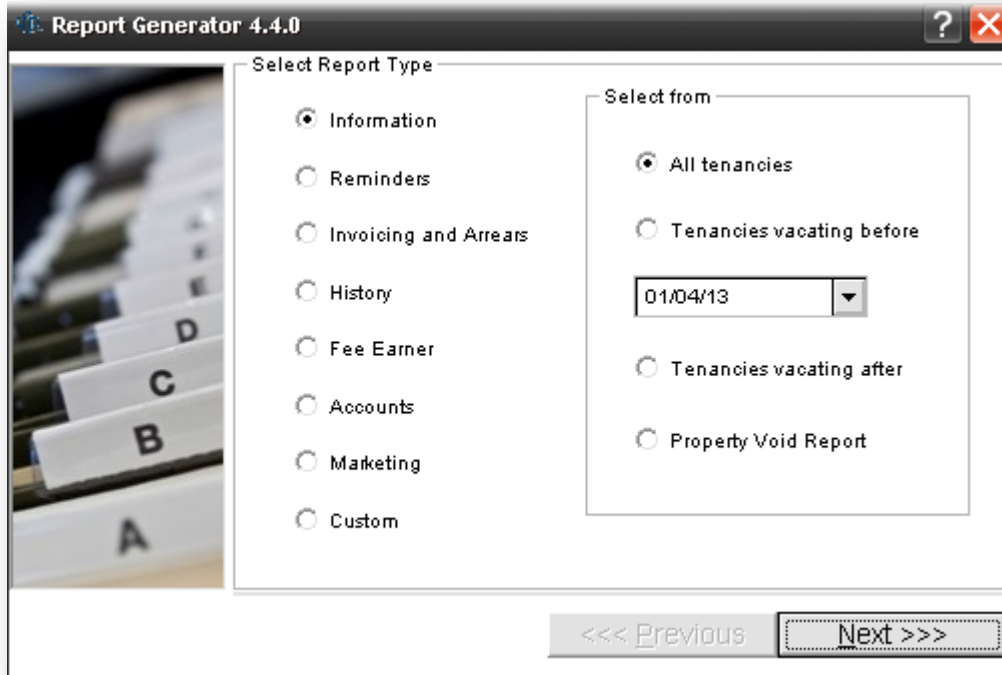 Report Generator 4.4.0
?
Select Report Type
Information
Reminders
Invoicing and Arrears
History
Fee Earner
Accounts
Marketing
Custom
Select from
All tenancies
Tenancies vacating before
01/04/13
Tenancies vacating after
Property Void Report
D
C
B
A
<<< Previous
Next >>>